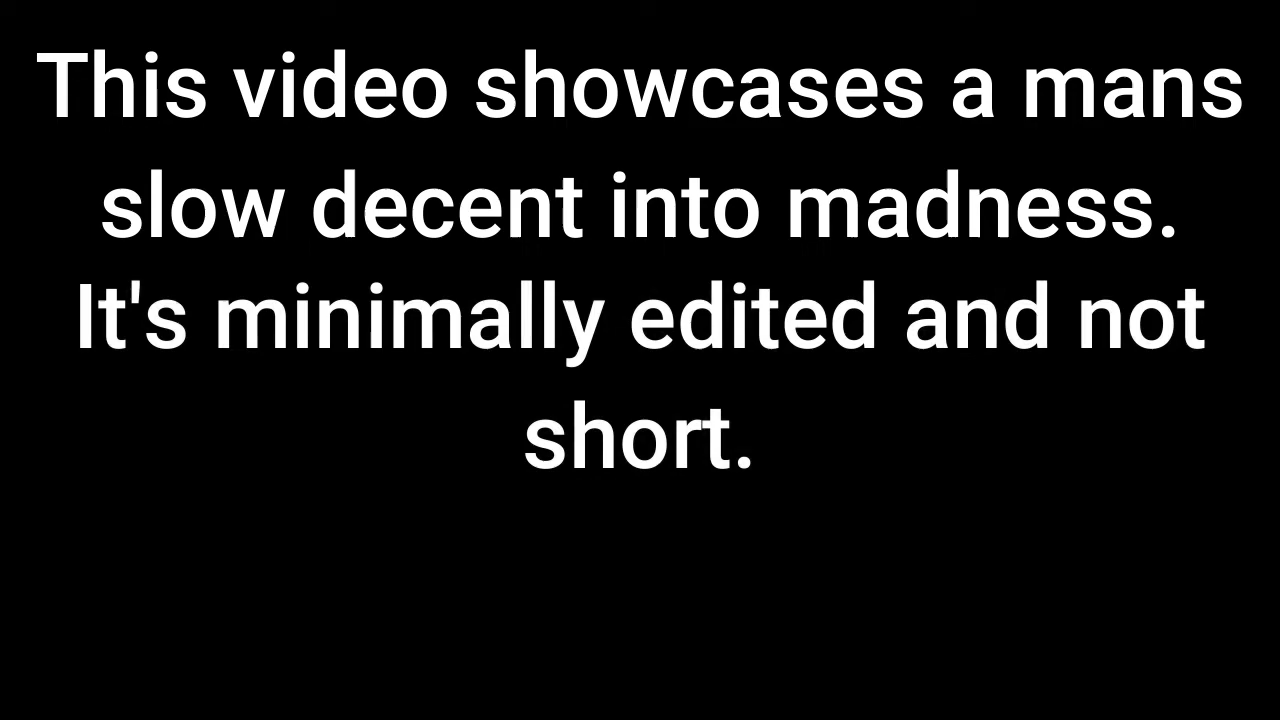 This video showcases a mans
slow decent into madness.
It's minimally edited and not
short.